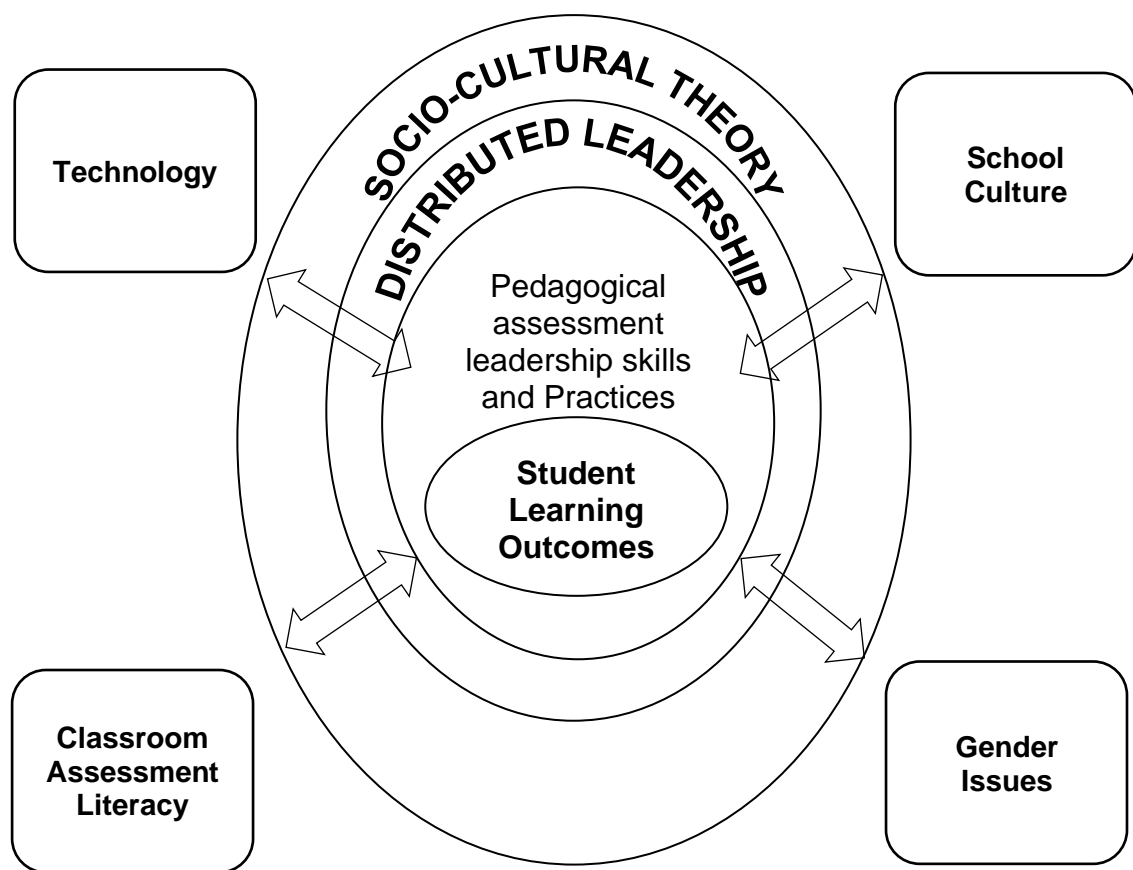 SOCIO-CULTURAL THEORY
DISTRIBUTED LEADERSHIP
Technology
School
Culture
Pedagogical
assessment
leadership skills
and Practices
Student
Learning
Outcomes
Classroom
Assessment
Literacy
Gender
Issues